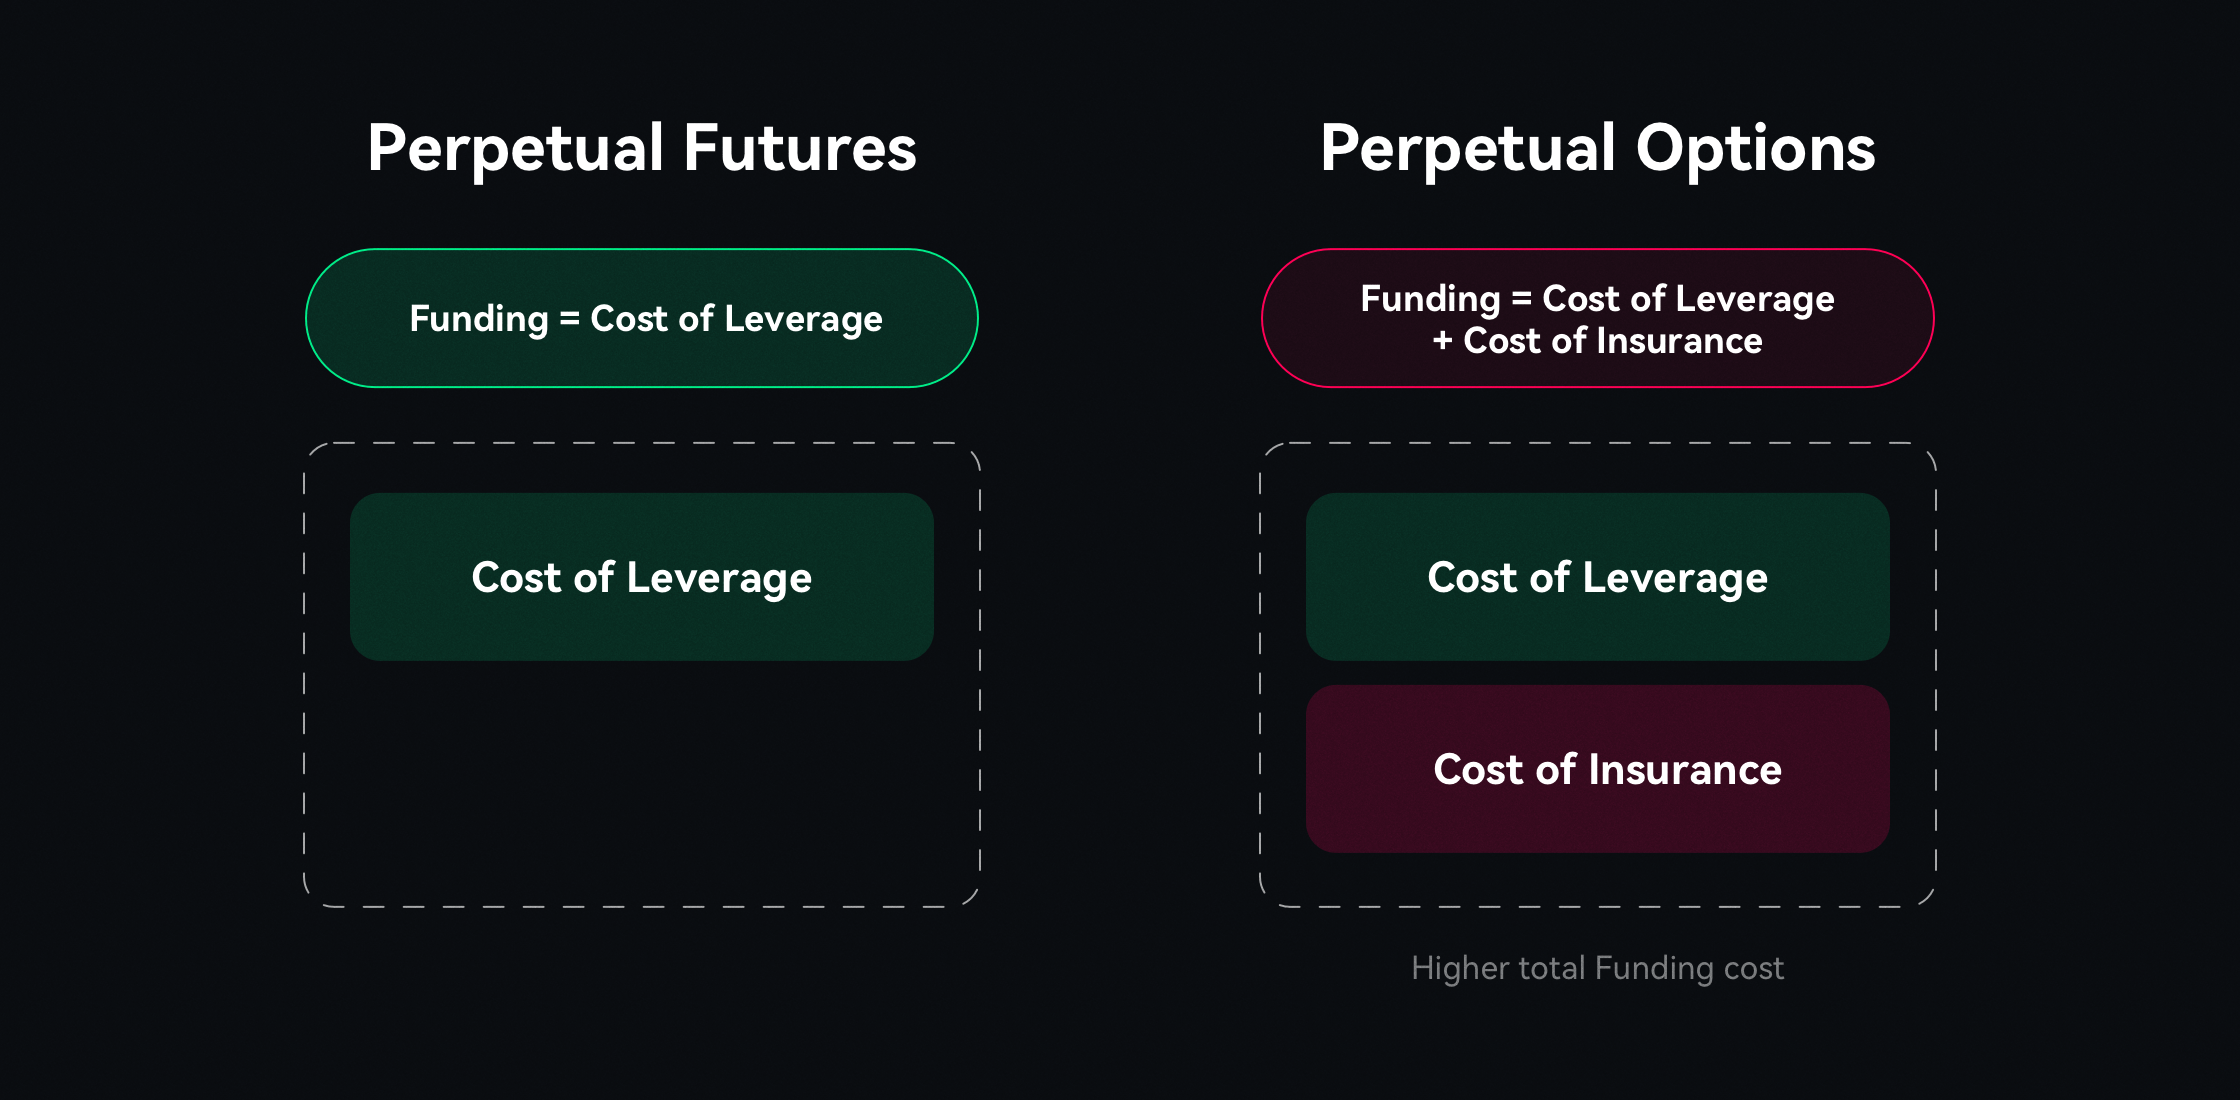 Perpetual Futures
Funding = Cost of Leverage
Cost of Leverage
Perpetual Options
Funding = Cost of Leverage
+ Cost of Insurance
Cost of Leverage
Cost of Insurance
Higher total Funding cost